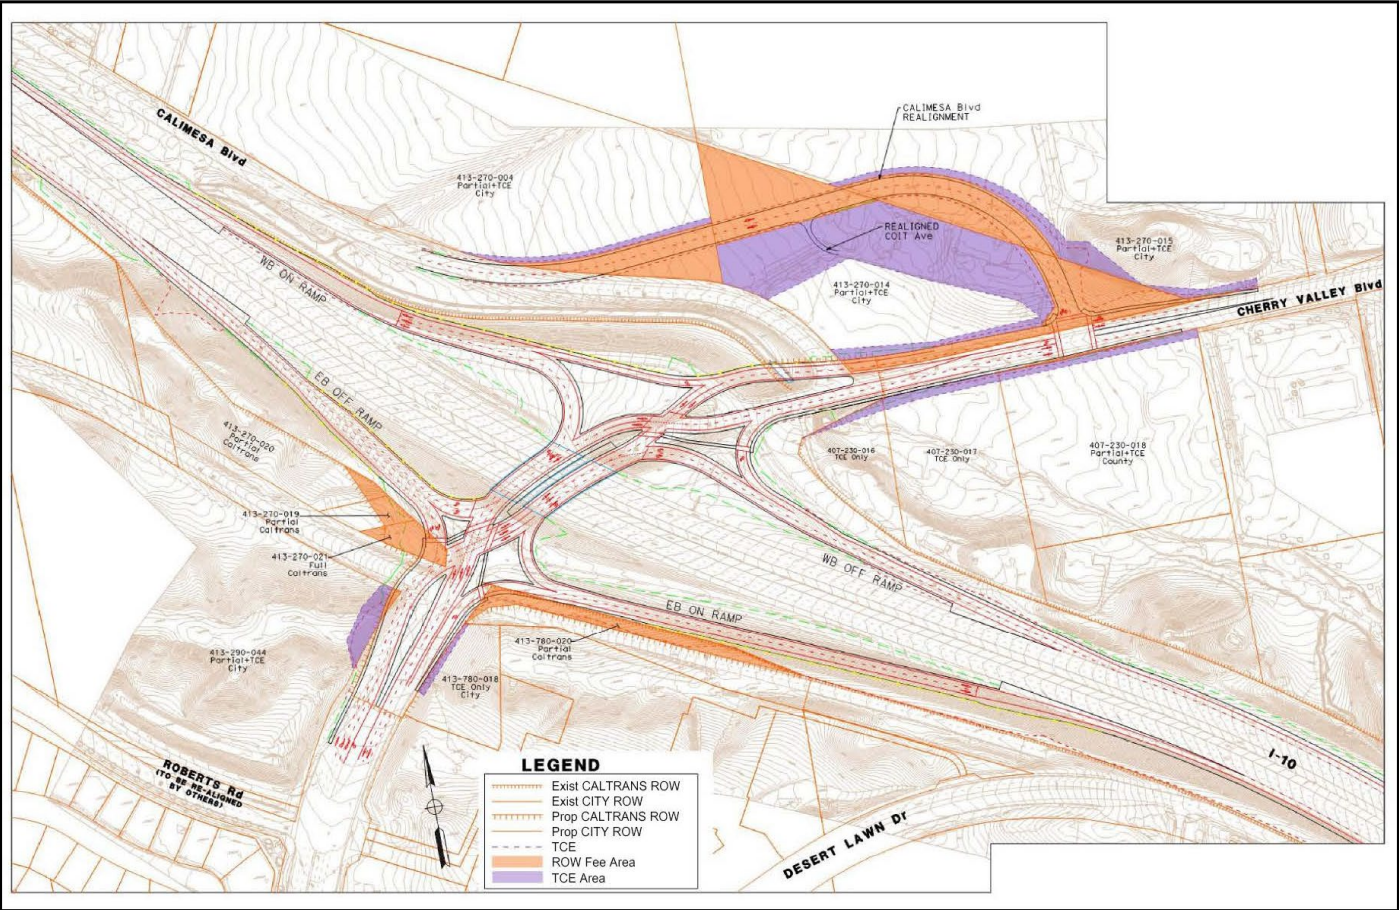 CALIMESA Blvd
REALIGNMENT
CALIMESA Blvd
413-270-004
Partial+TCE
City
REALIGNED
COIT Ave
413-270-015
Partial+TCE
City
WB ON RAMP
413-270-014
Partial+TCE
City
CHERRY VALLEY Blvd
EB OFF RAMP
413-270-020
Partial
Caltrans
407-230-016
TCE Only
407-230-017
TCE Only
407-230-018
Partial+TCE
County
413-270-019
Partial
Caltrans
413-270-021
Full
Caltrans
WB OFF RAMP
EB ON RAMP
413-780-020
Partial
Caltrans
413-290-044
Partial+TCE
City
413-780-018
TCE Only
City
I-10
ROBERTS Rd
(TO BE RE-ALIGNED
BY OTHERS)
DESERT LAWN Dr
LEGEND
Exist CALTRANS ROW
Exist CITY ROW
Prop CALTRANS ROW
Prop CITY ROW
TCE
ROW Fee Area
TCE Area